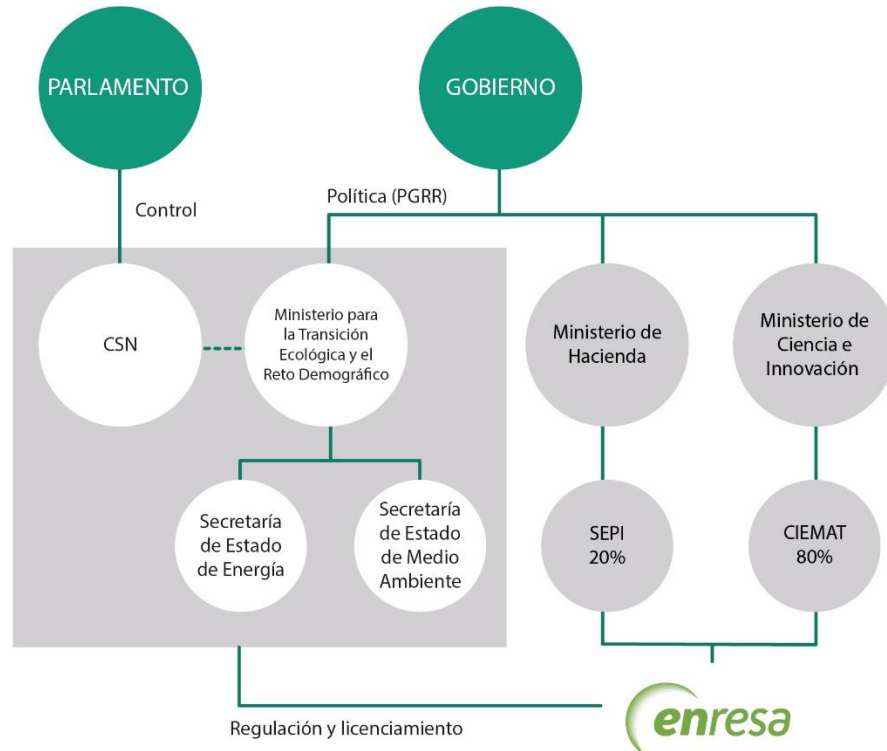 PARLAMENTO
GOBIERNO
Control
Política (PGRR)
CSN
Ministerio para
la Transición
Ecológica y el
Reto Demográfico
Ministerio de
Hacienda
Ministerio de
Ciencia e
Innovación
Secretaría
de Estado
de Energía
Secretaría
de Estado
de Medio
Ambiente
SEPI
20%
CIEMAT
80%
Regulación y licenciamiento
enresa